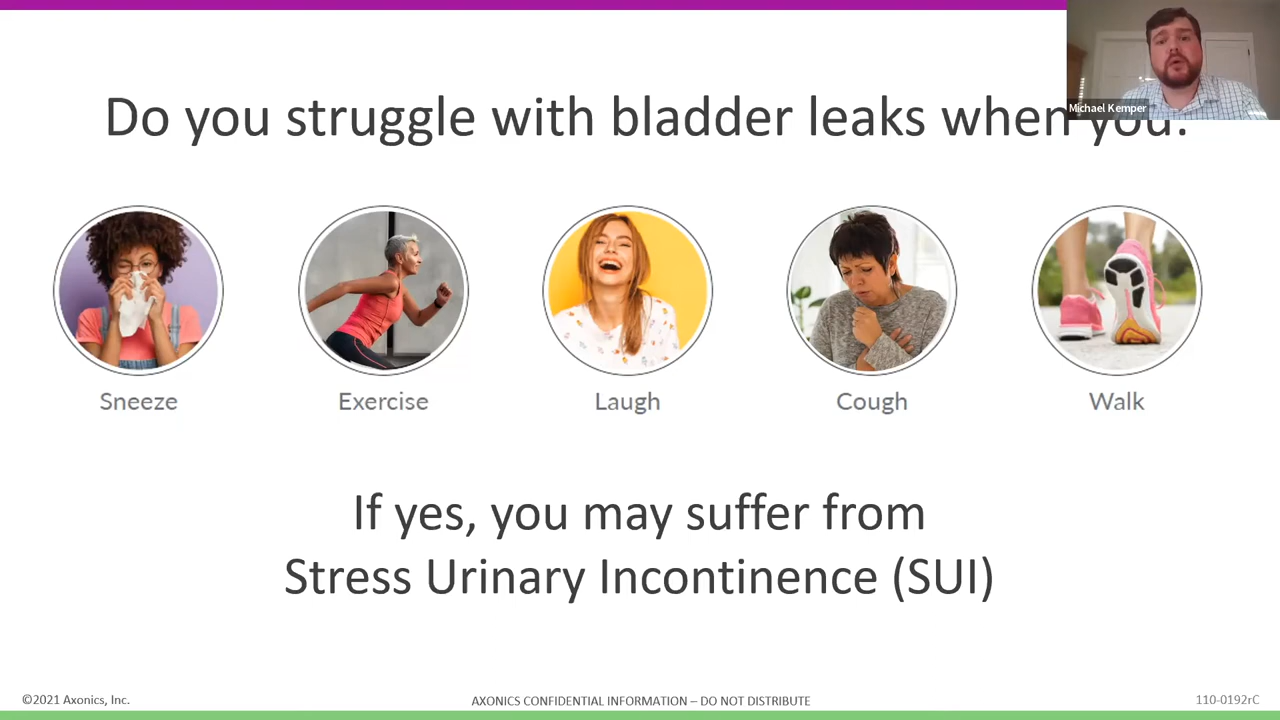 Michael Kemper
Do you struggle with bladder leaks when you?
Sneeze
Exercise
Laugh
Cough
Walk
If yes, you may suffer from
Stress Urinary Incontinence (SUI)
©2021 Axonics, Inc.
AXONICS CONFIDENTIAL INFORMATION – DO NOT DISTRIBUTE
110-0192rC